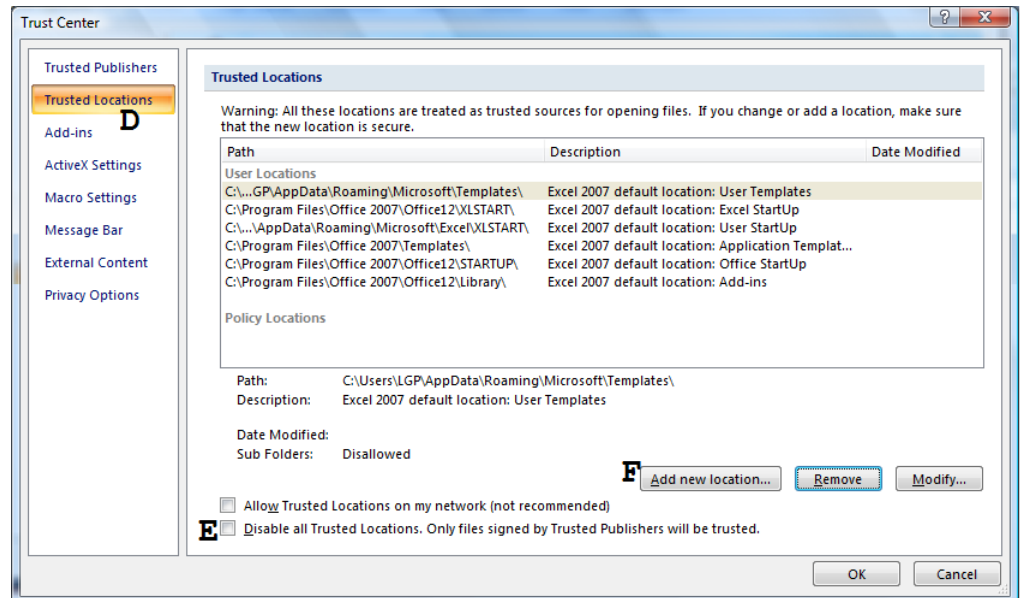 Trust Center
?
X
Trusted Publishers
Trusted Locations
D
Add-ins
ActiveX Settings
Macro Settings
Message Bar
External Content
Privacy Options
Trusted Locations
Warning: All these locations are treated as trusted sources for opening files. If you change or add a location, make sure
that the new location is secure.
Path Description Date Modified
User Locations
C:\...GP\AppData\Roaming\Microsoft\Templates\ Excel 2007 default location: User Templates
C:\Program Files\Office 2007\Office12\XLSTART\ Excel 2007 default location: Excel StartUp
C:\...\AppData\Roaming\Microsoft\Excel\XLSTART\ Excel 2007 default location: User StartUp
C:\Program Files\Office 2007\Templates\ Excel 2007 default location: Application Templat...
C:\Program Files\Office 2007\Office12\STARTUP\ Excel 2007 default location: Office StartUp
C:\Program Files\Office 2007\Office12\Library\ Excel 2007 default location: Add-ins
Policy Locations
Path: C:\Users\LGP\AppData\Roaming\Microsoft\Templates\
Description: Excel 2007 default location: User Templates
Date Modified:
Sub Folders: Disallowed
F Add new location... Remove Modify...
Allow Trusted Locations on my network (not recommended)
E Disable all Trusted Locations. Only files signed by Trusted Publishers will be trusted.
OK Cancel